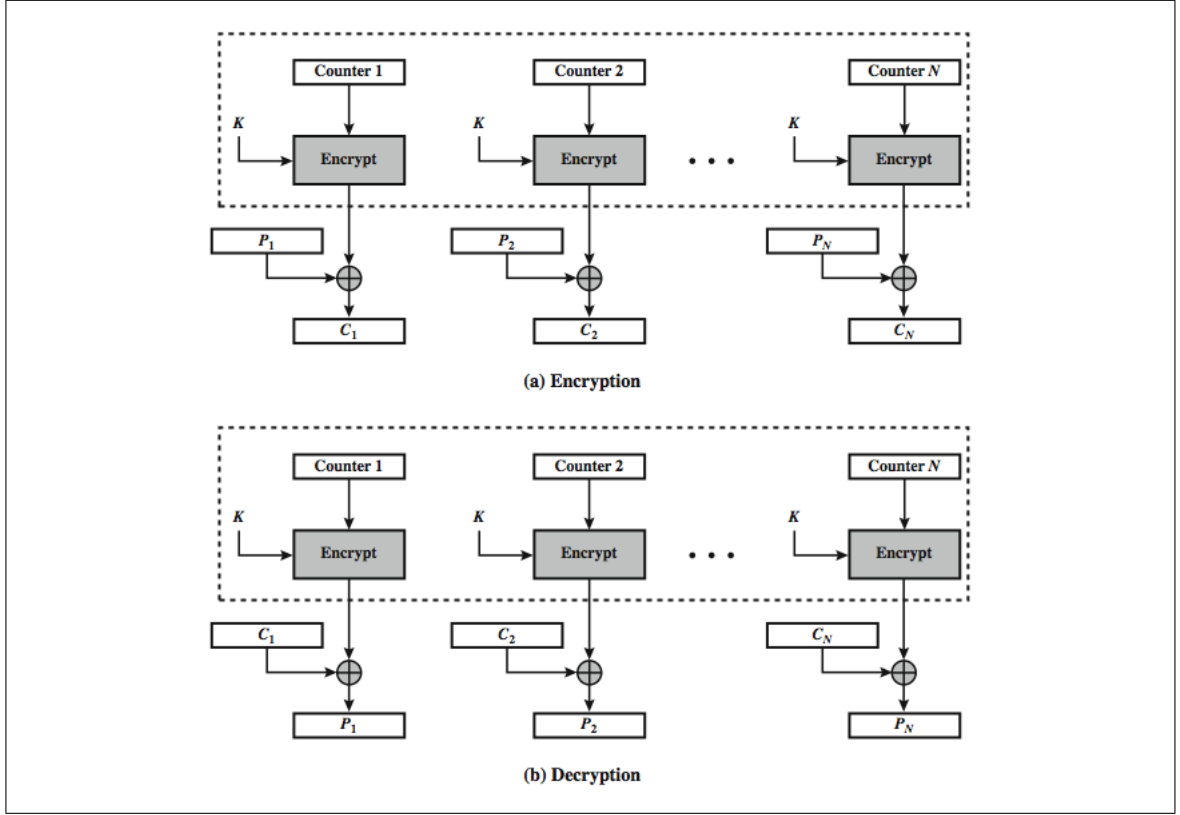 Counter 1 Counter 2 Counter N
K K K
Encrypt Encrypt • • • Encrypt
P1 P2 PN
C1 C2 CN
(a) Encryption
Counter 1 Counter 2 Counter N
K K K
Encrypt Encrypt • • • Encrypt
C1 C2 CN
P1 P2 PN
(b) Decryption